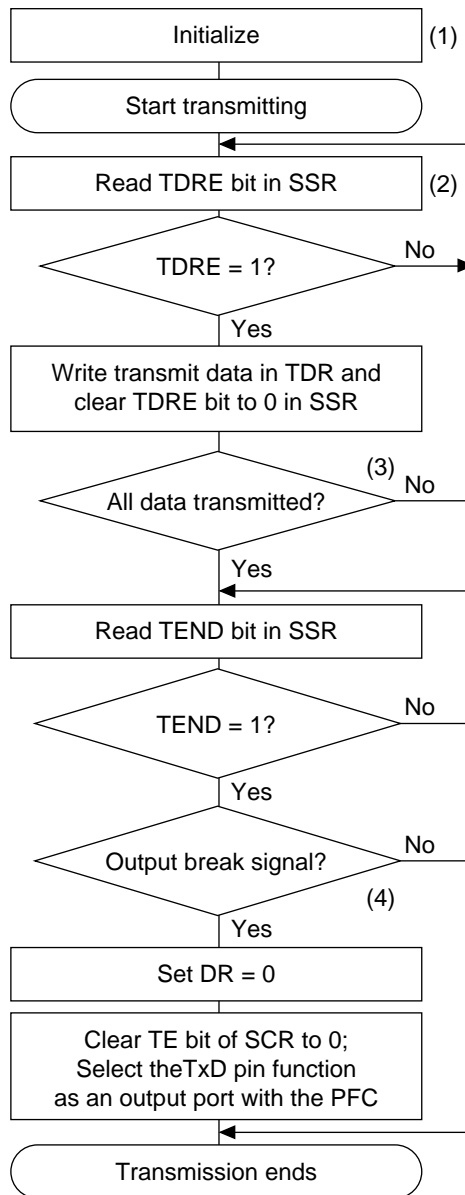 Initialize
(1)
Start transmitting
Read TDRE bit in SSR
(2)
TDRE = 1?
No
Yes
Write transmit data in TDR and
clear TDRE bit to 0 in SSR
(3)
All data transmitted?
No
Yes
Read TEND bit in SSR
TEND = 1?
No
Yes
Output break signal?
No
(4)
Yes
Set DR = 0
Clear TE bit of SCR to 0;
Select theTxD pin function
as an output port with the PFC
Transmission ends